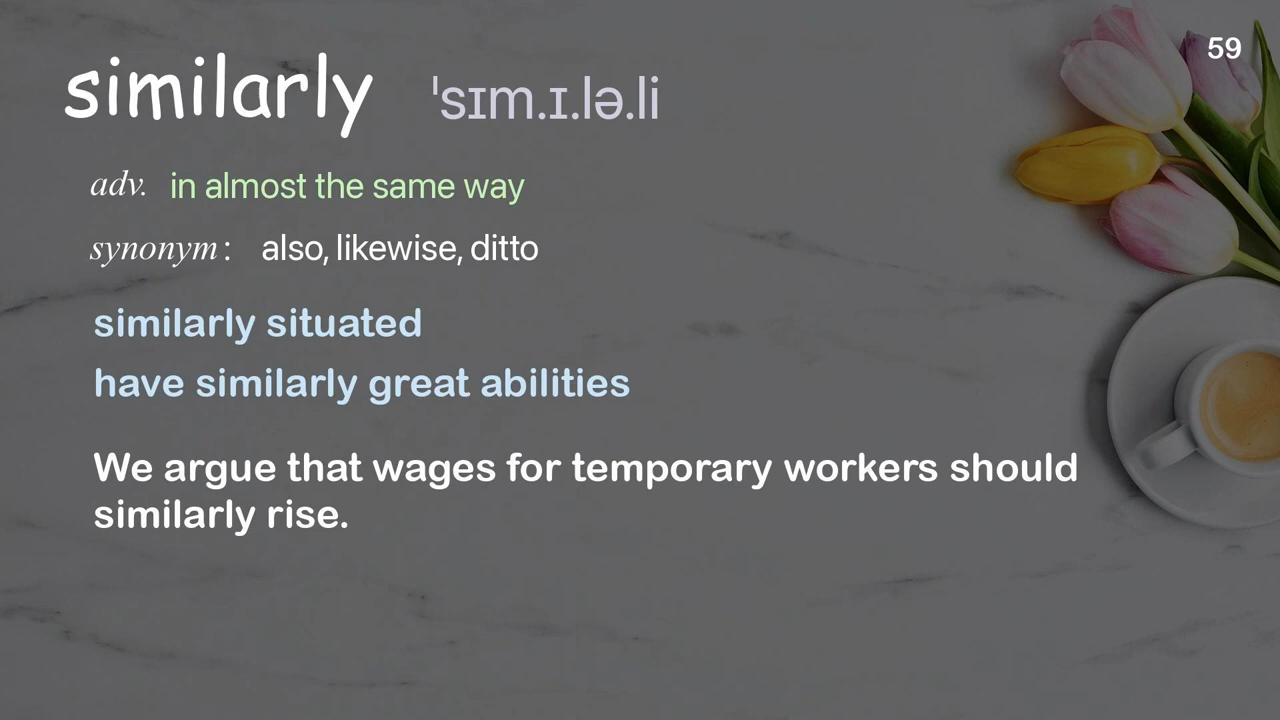 59
similarly ˈsɪm.ɪ.lə.li
adv. in almost the same way
synonym: also, likewise, ditto
similarly situated
have similarly great abilities
We argue that wages for temporary workers should
similarly rise.